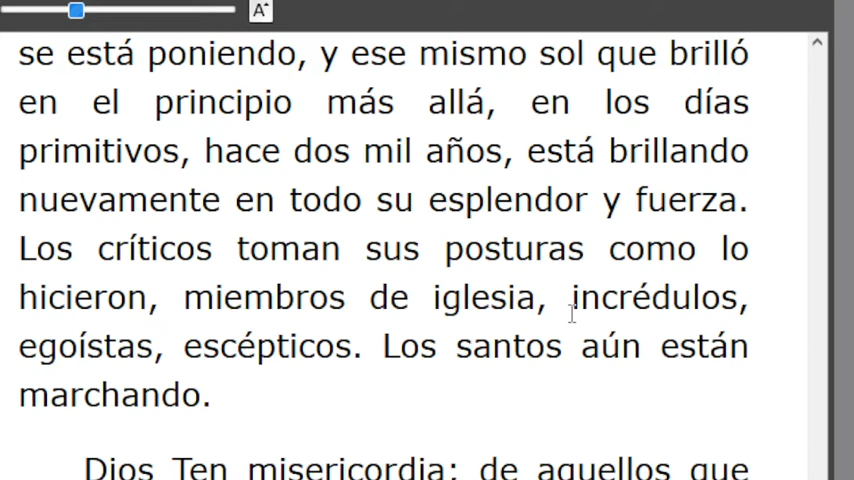 A
se está poniendo, y ese mismo sol que brilló
en el principio más allá, en los días
primitivos, hace dos mil años, está brillando
nuevamente en todo su esplendor y fuerza.
Los críticos toman sus posturas como lo
hicieron, miembros de iglesia, incrédulos,
egoístas, escépticos. Los santos aún están
marchando.
Dios Ten misericordia; de aquellos que